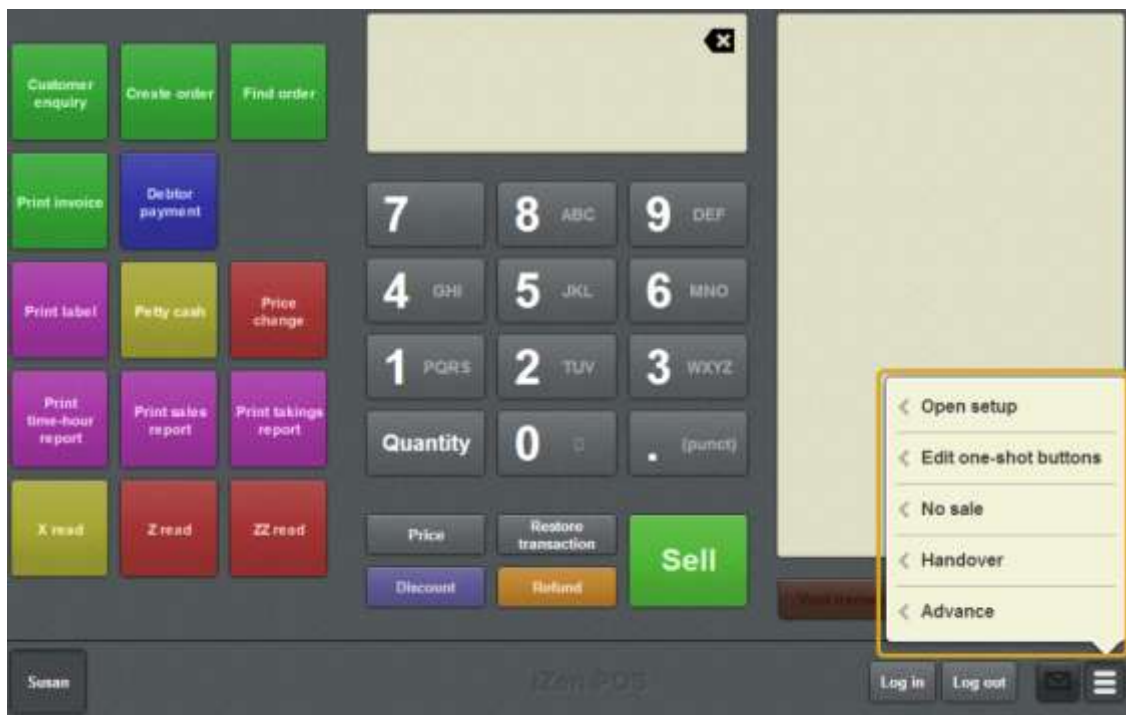 Customer
enquiry
Create order
Find order
Print invoice
Debtor
payment
Print label
Petty cash
Price
change
Print
time-hour
report
Print sales
report
Print takings
report
X read
Z read
ZZ read
7
8 ABC
9 DEF
4 GHI
5 JKL
6 MNO
1 PQRS
2 TUV
3 WXYZ
Quantity
0
. (punct)
Price
Restore
transaction
Sell
Discount
Refund
Open setup
Edit one-shot buttons
No sale
Handover
Advance
Susan
Log in
Log out